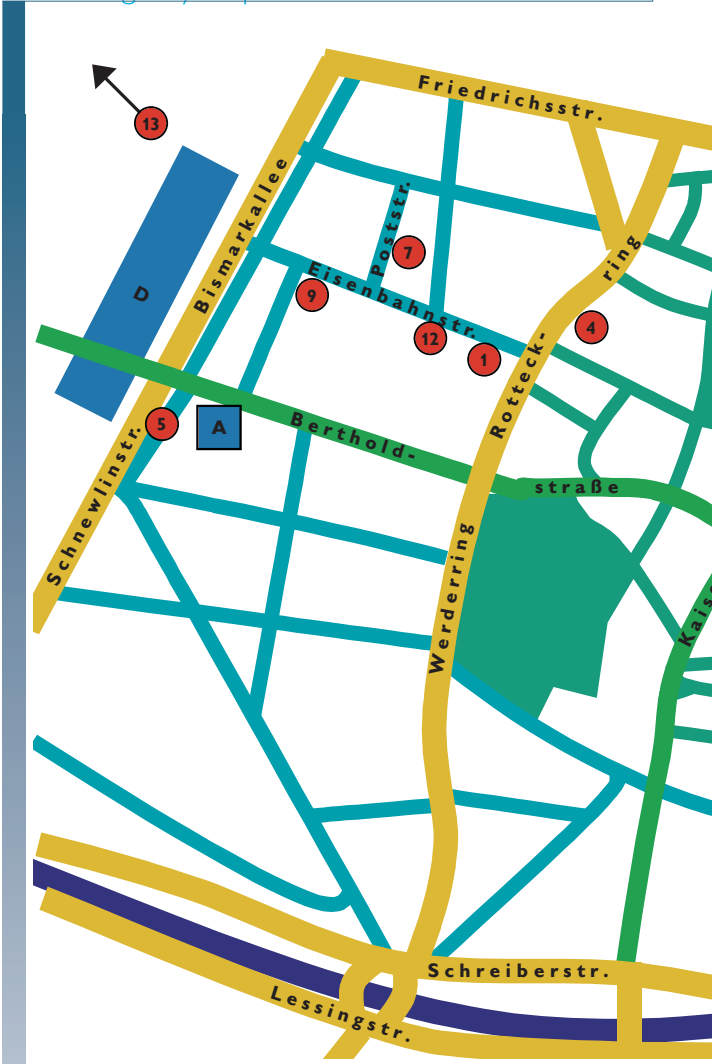 Friedrichsstr.
13
Bismarkallee
Poststr.
7
ring
D
9
Eisenbahnstr.
12
4
1
Rotteck-
5
A
Berthold-
straße
Schnewlinstr.
Werderring
Schreiberstr.
Lessingstr.